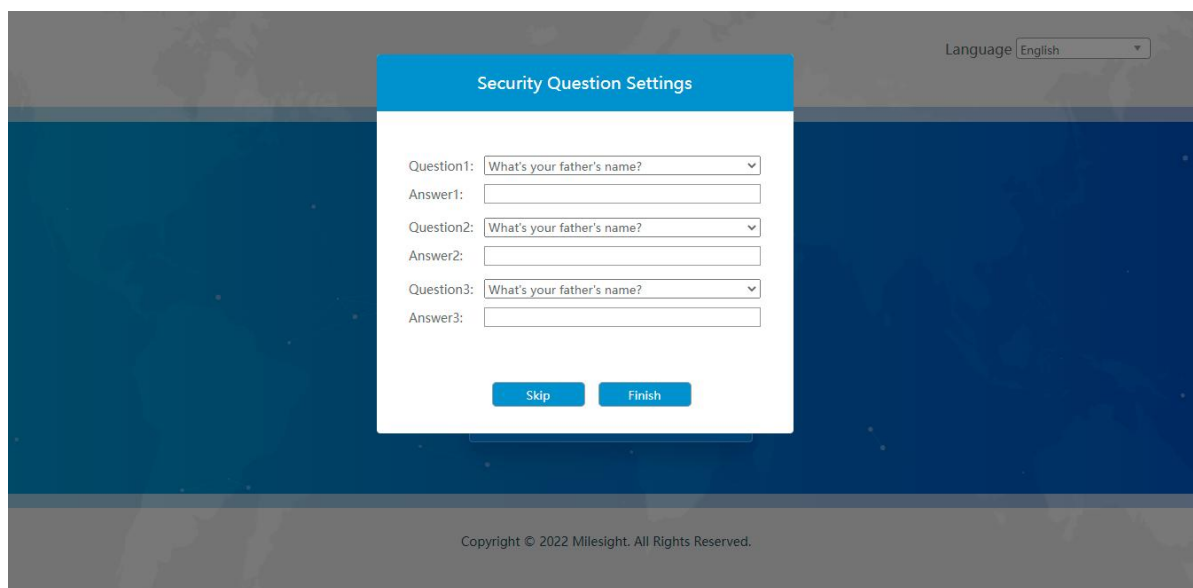 Language English
Security Question Settings
Question1: What's your father's name?
Answer1:
Question2: What's your father's name?
Answer2:
Question3: What's your father's name?
Answer3:
Skip Finish
Copyright © 2022 Milesight. All Rights Reserved.